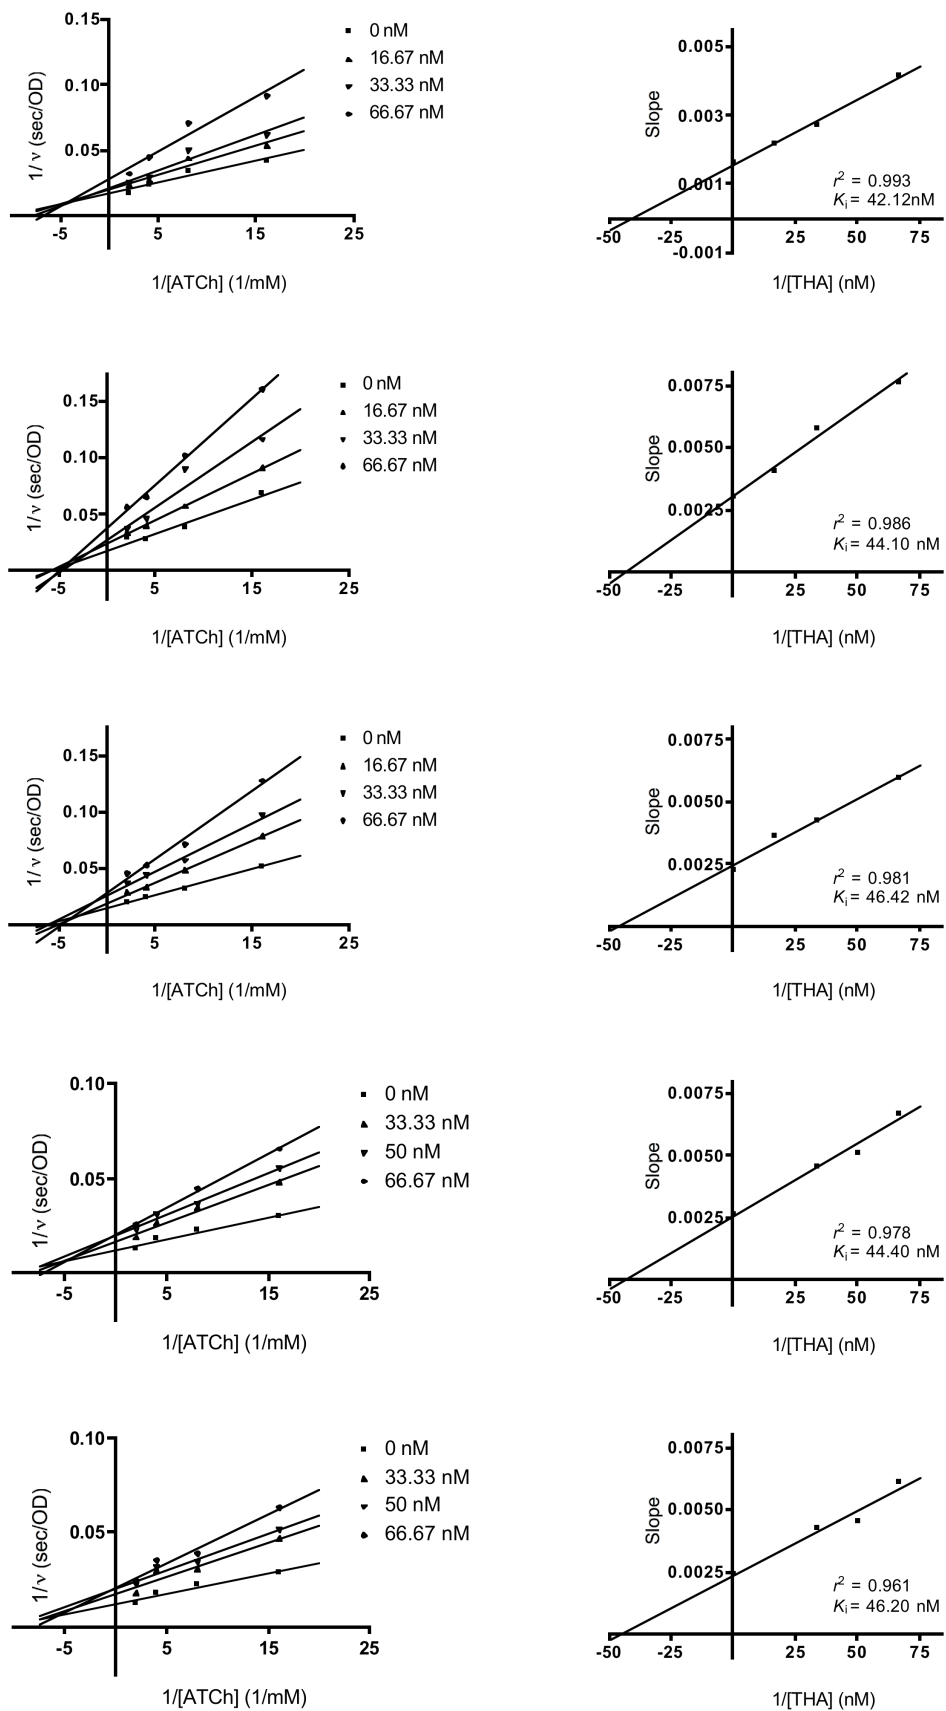 0.15
0.10
0.05
1/ν (sec/OD)
-5
5
15
25
1/[ATCh] (1/mM)
0 nM
16.67 nM
33.33 nM
66.67 nM
0.005
0.003
0.001
-0.001
Slope
-50
-25
25
50
75
r² = 0.993
Ki = 42.12nM
1/[THA] (nM)
0.15
0.10
0.05
1/ν (sec/OD)
-5
5
15
25
1/[ATCh] (1/mM)
0 nM
16.67 nM
33.33 nM
66.67 nM
0.0075
0.0050
0.0025
Slope
-50
-25
25
50
75
r² = 0.986
Ki = 44.10 nM
1/[THA] (nM)
0.15
0.10
0.05
1/ν (sec/OD)
-5
5
15
25
1/[ATCh] (1/mM)
0 nM
16.67 nM
33.33 nM
66.67 nM
0.0075
0.0050
0.0025
Slope
-50
-25
25
50
75
r² = 0.981
Ki = 46.42 nM
1/[THA] (nM)
0.10
0.05
1/ν (sec/OD)
-5
5
15
25
1/[ATCh] (1/mM)
0 nM
33.33 nM
50 nM
66.67 nM
0.0075
0.0050
0.0025
Slope
-50
-25
25
50
75
r² = 0.978
Ki = 44.40 nM
1/[THA] (nM)
0.10
0.05
1/ν (sec/OD)
-5
5
15
25
1/[ATCh] (1/mM)
0 nM
33.33 nM
50 nM
66.67 nM
0.0075
0.0050
0.0025
Slope
-50
-25
25
50
75
r² = 0.961
Ki = 46.20 nM
1/[THA] (nM)